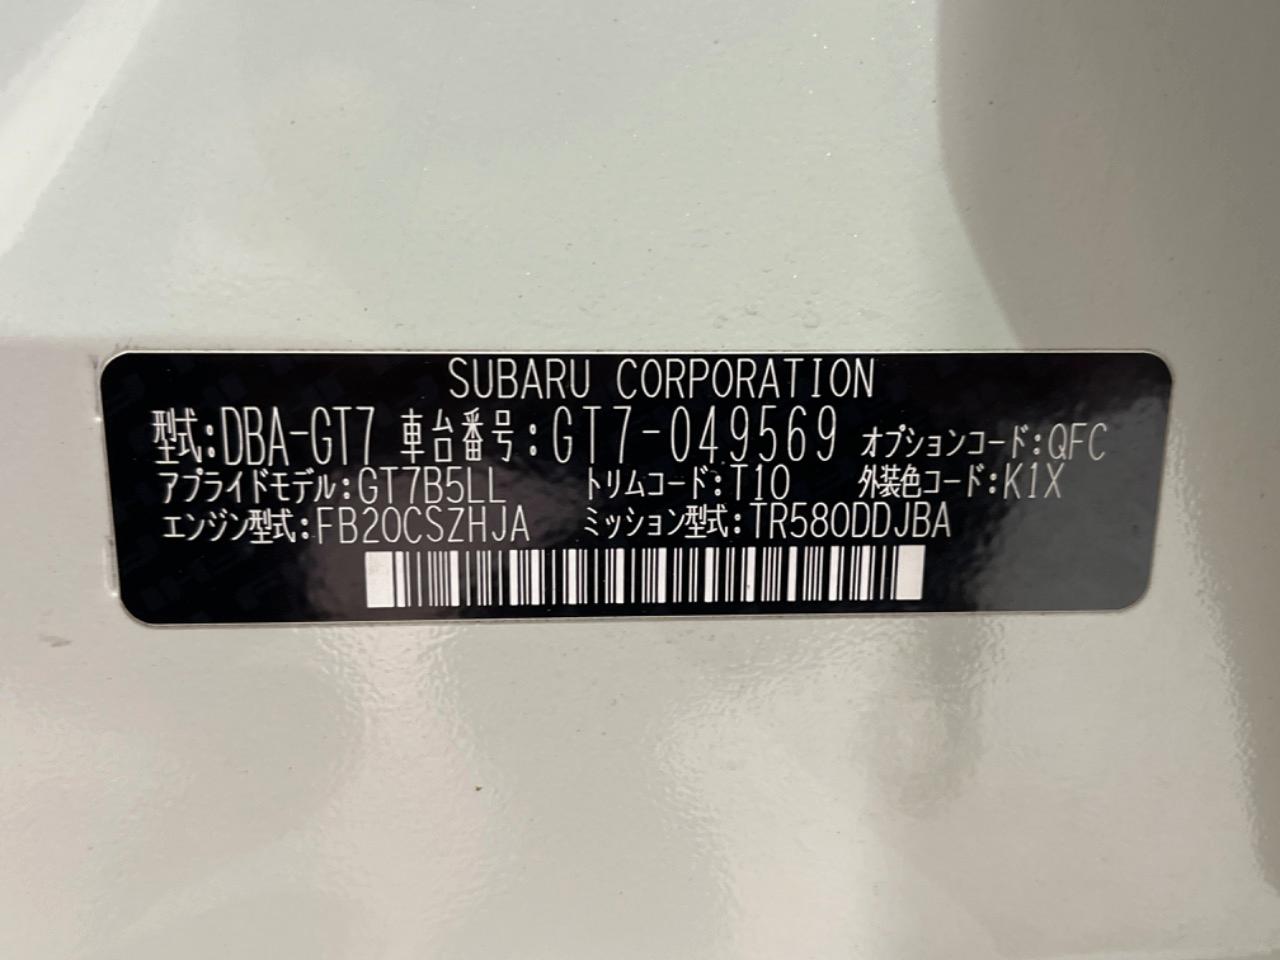 SUBARU CORPORATION
型式:DBA-GT7 車台番号:GT7-049569 オプションコード:QFC
アプライドモデル:GT7B5LL トリムコード:T10 外装色コード:K1X
エンジン型式:FB20CSZHJA ミッション型式:TR580DDJBA